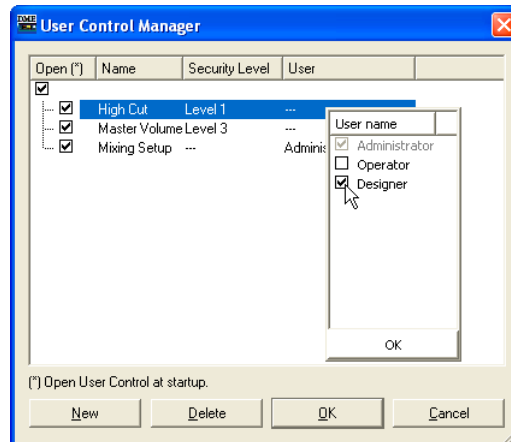 DME User Control Manager
Open (*) Name Security Level User
High Cut Level 1 ---
Master Volume Level 3 ---
Mixing Setup ---
User name
Administrator
Operator
Designer
OK
(*) Open User Control at startup.
New Delete OK Cancel